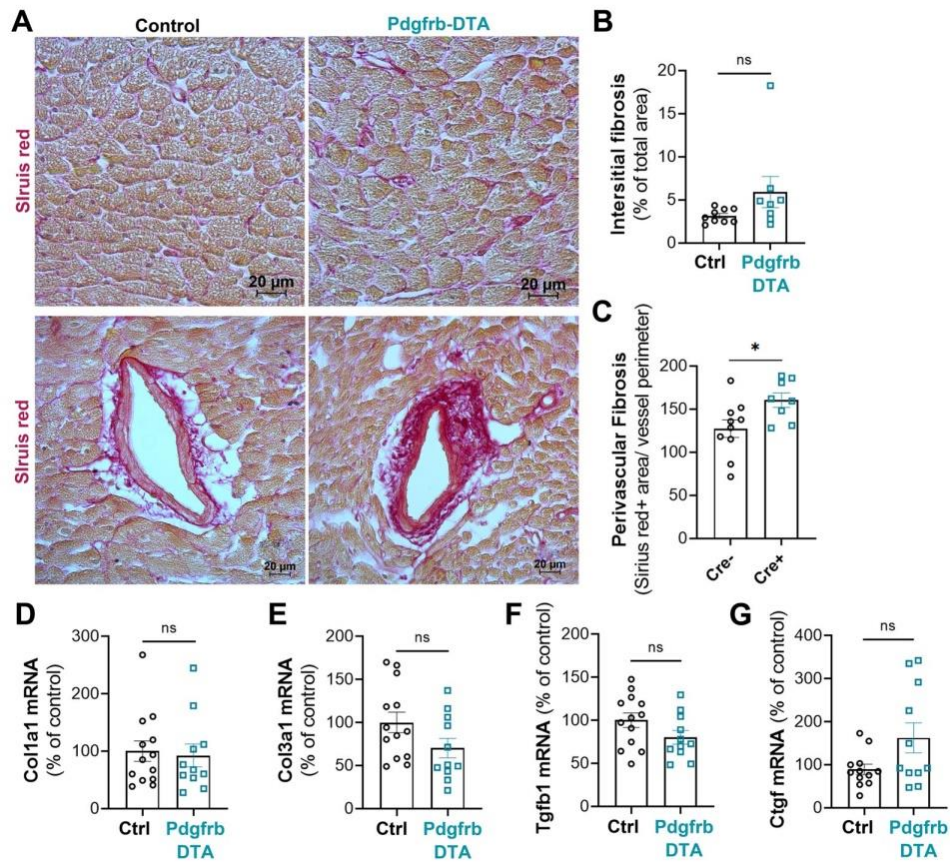 A
Control
Pdgfrb-DTA
SIruis red
20 µm
20 µm
SIruis red
20 µm
20 µm
B
Intersitial fibrosis
(% of total area)
20
15
10
5
0
ns
Ctrl
Pdgfrb
DTA
C
Perivascular Fibrosis
(Sirius red+ area/ vessel perimeter)
200
150
100
50
0
*
Cre-
Cre+
D
Col1a1 mRNA
(% of control)
300
200
100
0
ns
Ctrl
Pdgfrb
DTA
E
Col3a1 mRNA
(% of control)
200
150
100
50
0
ns
Ctrl
Pdgfrb
DTA
F
Tgfb1 mRNA (% of control)
200
150
100
50
0
ns
Ctrl
Pdgfrb
DTA
G
Ctgf mRNA (% of control)
400
300
200
100
0
ns
Ctrl
Pdgfrb
DTA